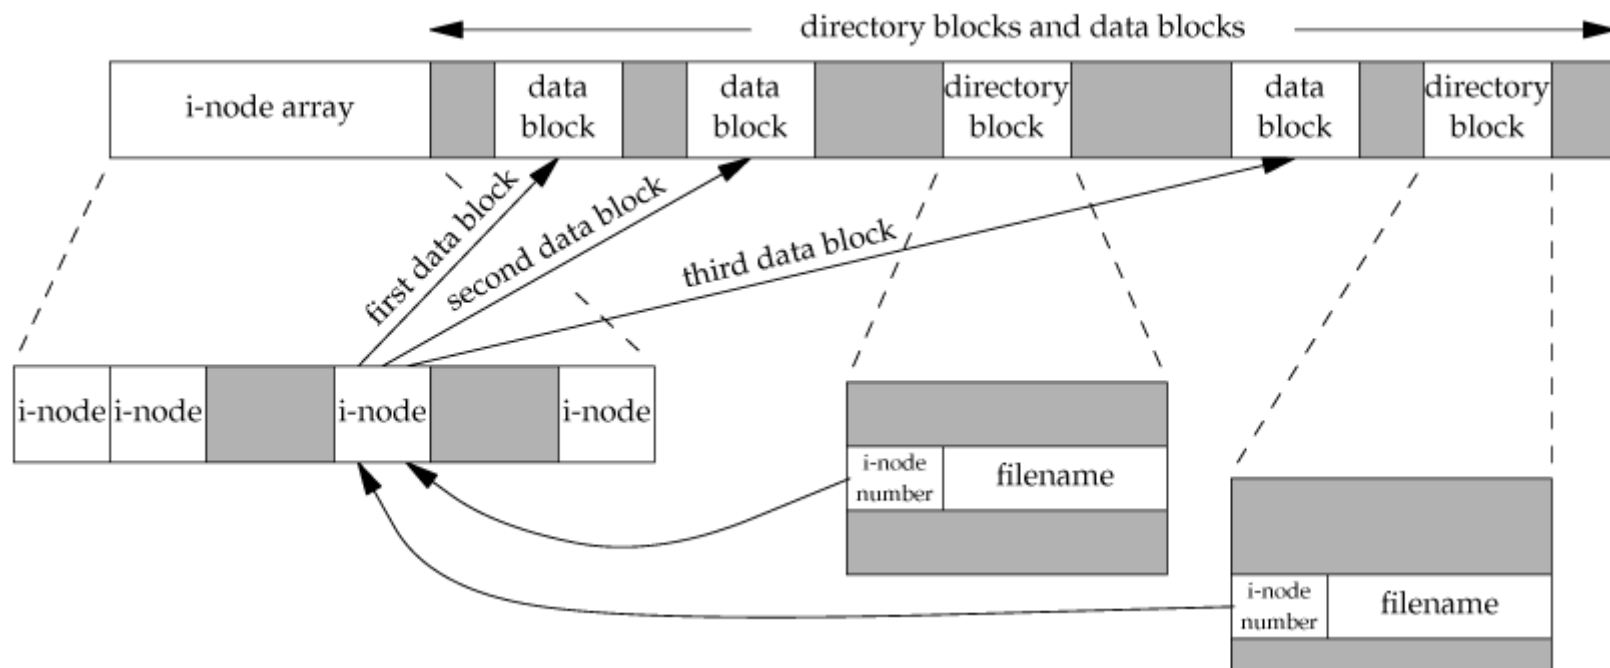 directory blocks and data blocks
i-node array
data
block
data
block
directory
block
data
block
directory
block
first data block
second data block
third data block
i-node
i-node
i-node
i-node
i-node
number
filename
i-node
number
filename